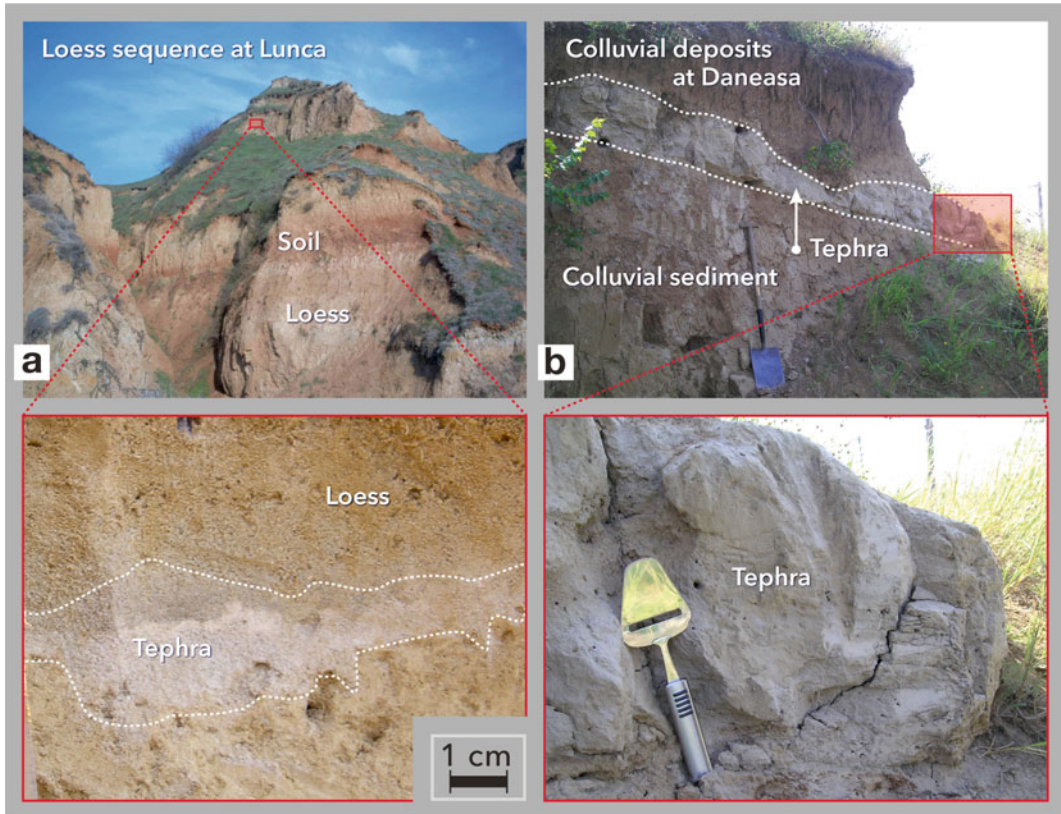 Loess sequence at Lunca
Soil
Loess
a
Colluvial deposits
at Daneasa
Tephra
Colluvial sediment
b
Loess
Tephra
1 cm
Tephra